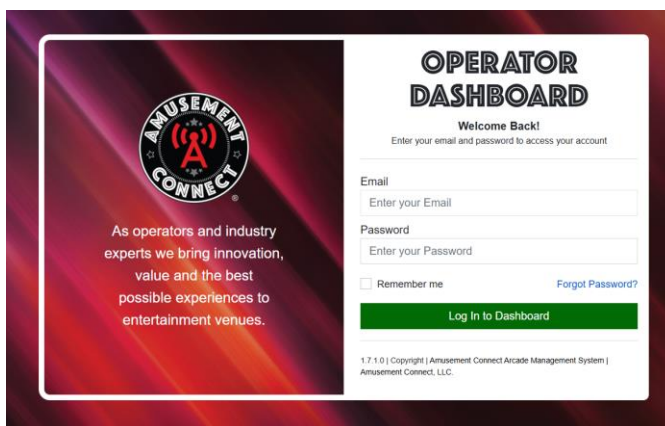 AMUSEMENT
CONNECT
®
As operators and industry
experts we bring innovation,
value and the best
possible experiences to
entertainment venues.
OPERATOR
DASHBOARD
Welcome Back!
Enter your email and password to access your account
Email
Enter your Email
Password
Enter your Password
Remember me Forgot Password?
Log In to Dashboard
1.7.1.0 | Copyright | Amusement Connect Arcade Management System |
Amusement Connect, LLC.